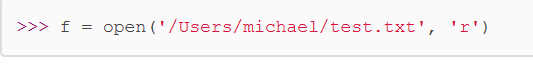 >>> f = open('/Users/michael/test.txt', 'r')